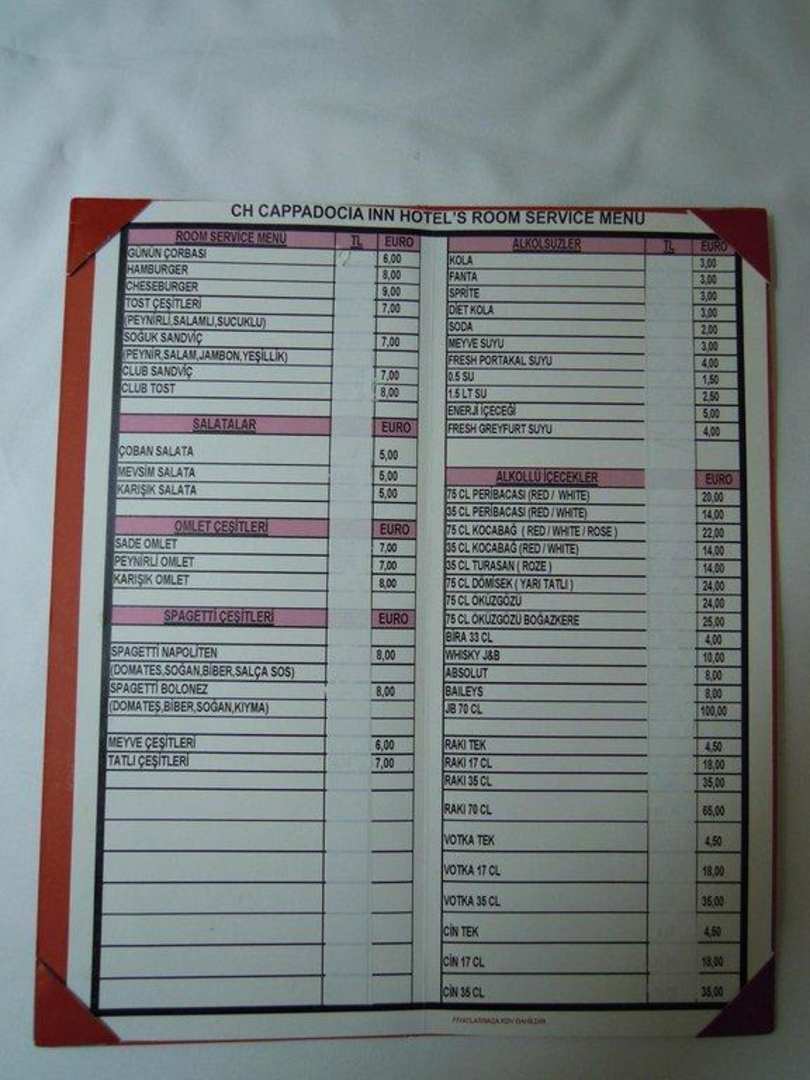 CH CAPPADOCIA INN HOTEL'S ROOM SERVICE MENU
ROOM SERVICE MENU TL EURO
GÜNÜN ÇORBASI 6,00
HAMBURGER 8,00
CHESEBURGER 9,00
TOST ÇEŞİTLERİ 7,00
(PEYNİRLİ,SALAMLI,SUCUKLU)
SOĞUK SANDVİÇ 7,00
(PEYNİR,SALAM,JAMBON,YEŞİLLİK)
CLUB SANDVİÇ 7,00
CLUB TOST 8,00
SALATALAR EURO
ÇOBAN SALATA 5,00
MEVSİM SALATA 5,00
KARIŞIK SALATA 5,00
OMLET ÇEŞİTLERİ EURO
SADE OMLET 7,00
PEYNİRLİ OMLET 7,00
KARIŞIK OMLET 8,00
SPAGETTİ ÇEŞİTLERİ EURO
SPAGETTİ NAPOLİTEN 8,00
(DOMATES,SOĞAN,BİBER,SALÇA SOS)
SPAGETTİ BOLONEZ 8,00
(DOMATEŞ,BİBER,SOĞAN,KIYMA)
MEYVE ÇEŞİTLERİ 6,00
TATLI ÇEŞİTLERİ 7,00
ALKOLSÜZLER TL EURO
KOLA 3,00
FANTA 3,00
SPRİTE 3,00
DİET KOLA 3,00
SODA 2,00
MEYVE SUYU 3,00
FRESH PORTAKAL SUYU 4,00
0.5 SU 1,50
1.5 LT SU 2,50
ENERJİ İÇECEĞİ 5,00
FRESH GREYFURT SUYU 4,00
ALKOLLÜ İÇECEKLER EURO
75 CL PERİBACASI (RED / WHITE) 20,00
35 CL PERİBACASI (RED / WHITE) 14,00
75 CL KOCABAĞ ( RED / WHITE / ROSE ) 22,00
35 CL KOCABAĞ (RED / WHITE) 14,00
35 CL TURASAN ( ROZE ) 14,00
75 CL DÖMİSEK ( YARI TATLI ) 24,00
75 CL ÖKÜZGÖZÜ 24,00
75 CL ÖKÜZGÖZÜ BOĞAZKERE 25,00
BİRA 33 CL 4,00
WHISKY J&B 10,00
ABSOLUT 8,00
BAILEYS 8,00
JB 70 CL 100,00
RAKI TEK 4,50
RAKI 17 CL 18,00
RAKI 35 CL 35,00
RAKI 70 CL 65,00
VOTKA TEK 4,50
VOTKA 17 CL 18,00
VOTKA 35 CL 35,00
CİN TEK 4,50
CİN 17 CL 18,00
CİN 35 CL 35,00
FİYATLARIMIZA KDV DAHİLDİR